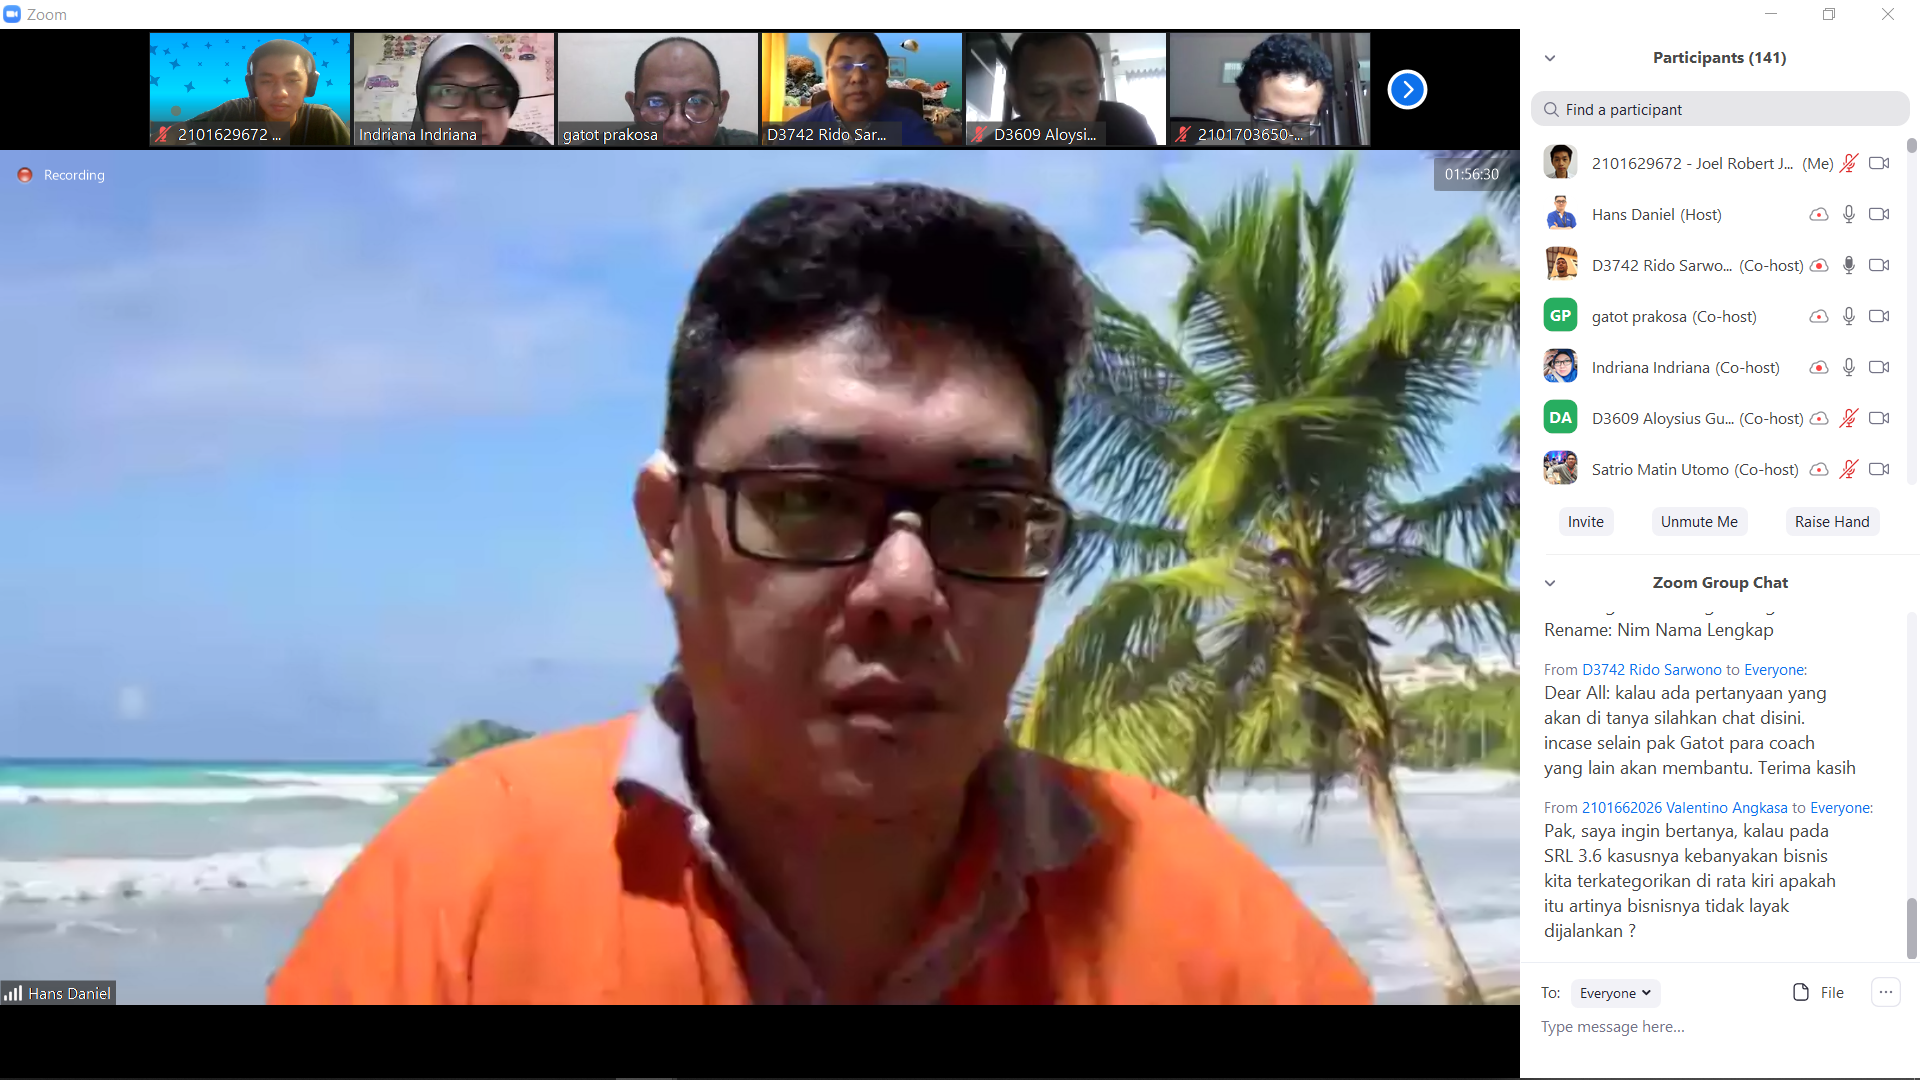 Zoom
2101629672 ...
Indriana Indriana
gatot prakosa
D3742 Rido Sar...
D3609 Aloysi...
2101703650-...
Recording
01:56:30
Hans Daniel
Participants (141)
Find a participant
2101629672 - Joel Robert J... (Me)
Hans Daniel (Host)
D3742 Rido Sarwo... (Co-host)
GP
gatot prakosa (Co-host)
Indriana Indriana (Co-host)
DA
D3609 Aloysius Gu... (Co-host)
Satrio Matin Utomo (Co-host)
Invite
Unmute Me
Raise Hand
Zoom Group Chat
Rename: Nim Nama Lengkap
From D3742 Rido Sarwono to Everyone:
Dear All: kalau ada pertanyaan yang
akan di tanya silahkan chat disini.
incase selain pak Gatot para coach
yang lain akan membantu. Terima kasih
From 2101662026 Valentino Angkasa to Everyone:
Pak, saya ingin bertanya, kalau pada
SRL 3.6 kasusnya kebanyakan bisnis
kita terkategorikan di rata kiri apakah
itu artinya bisnisnya tidak layak
dijalankan ?
To: Everyone
File
...
Type message here...